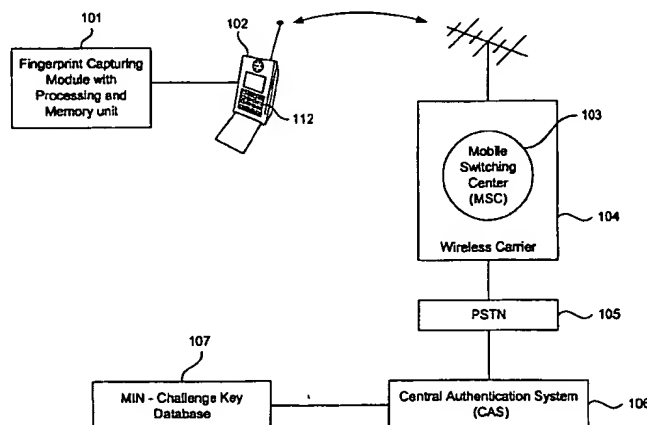 101
Fingerprint Capturing
Module with
Processing and
Memory unit
102
112
103
Mobile
Switching
Center
(MSC)
104
Wireless Carrier
PSTN
105
107
MIN - Challenge Key
Database
Central Authentication System
(CAS)
106